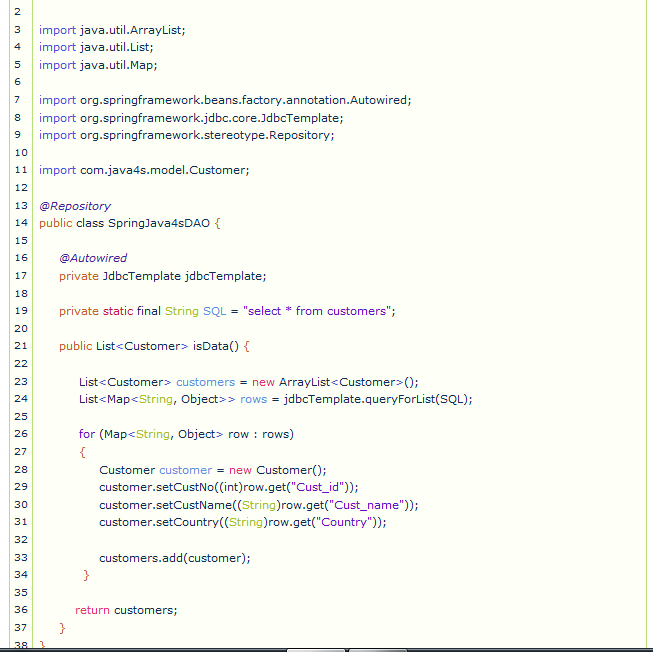 2
3 import java.util.ArrayList;
4 import java.util.List;
5 import java.util.Map;
6
7 import org.springframework.beans.factory.annotation.Autowired;
8 import org.springframework.jdbc.core.JdbcTemplate;
9 import org.springframework.stereotype.Repository;
10
11 import com.java4s.model.Customer;
12
13 @Repository
14 public class SpringJava4sDAO {
15
16 @Autowired
17 private JdbcTemplate jdbcTemplate;
18
19 private static final String SQL = "select * from customers";
20
21 public List<Customer> isData() {
22
23 List<Customer> customers = new ArrayList<Customer>();
24 List<Map<String, Object>> rows = jdbcTemplate.queryForList(SQL);
25
26 for (Map<String, Object> row : rows)
27 {
28 Customer customer = new Customer();
29 customer.setCustNo((int)row.get("Cust_id"));
30 customer.setCustName((String)row.get("Cust_name"));
31 customer.setCountry((String)row.get("Country"));
32
33 customers.add(customer);
34 }
35
36 return customers;
37 }
38 }